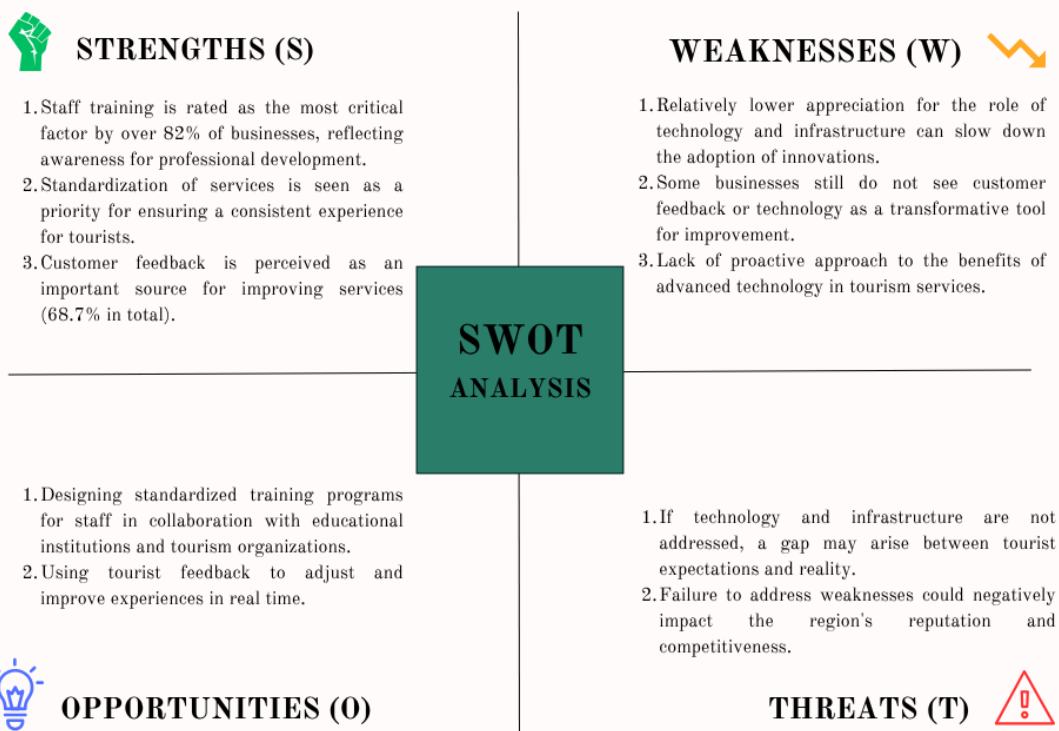 STRENGTHS (S)
1. Staff training is rated as the most critical
factor by over 82% of businesses, reflecting
awareness for professional development.
2. Standardization of services is seen as a
priority for ensuring a consistent experience
for tourists.
3. Customer feedback is perceived as an
important source for improving services
(68.7% in total).
WEAKNESSES (W)
1. Relatively lower appreciation for the role of
technology and infrastructure can slow down
the adoption of innovations.
2. Some businesses still do not see customer
feedback or technology as a transformative tool
for improvement.
3. Lack of proactive approach to the benefits of
advanced technology in tourism services.
SWOT
ANALYSIS
1. Designing standardized training programs
for staff in collaboration with educational
institutions and tourism organizations.
2. Using tourist feedback to adjust and
improve experiences in real time.
OPPORTUNITIES (O)
1. If technology and infrastructure are not
addressed, a gap may arise between tourist
expectations and reality.
2. Failure to address weaknesses could negatively
impact the region's reputation and
competitiveness.
THREATS (T)